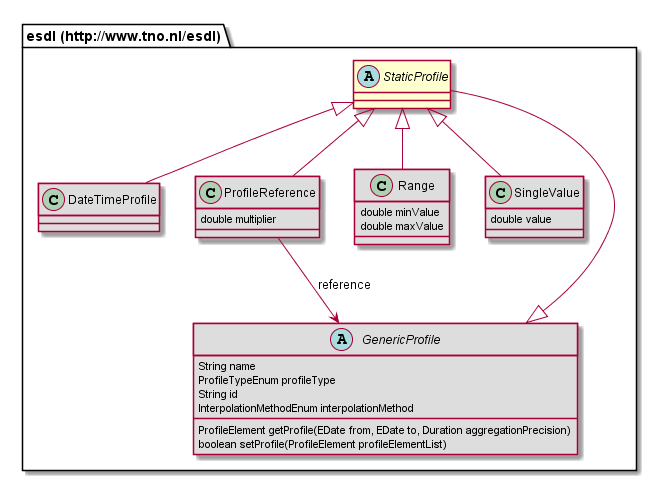 esdl (http://www.tno.nl/esdl)
A StaticProfile
C DateTimeProfile
C ProfileReference
double multiplier
C Range
double minValue
double maxValue
C SingleValue
double value
reference
A GenericProfile
String name
ProfileTypeEnum profileType
String id
InterpolationMethodEnum interpolationMethod
ProfileElement getProfile(EDate from, EDate to, Duration aggregationPrecision)
boolean setProfile(ProfileElement profileElementList)